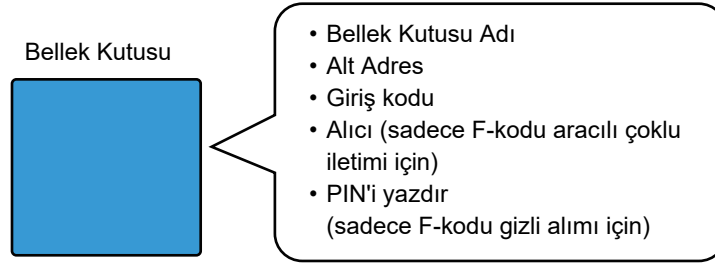 Bellek Kutusu
• Bellek Kutusu Adı
• Alt Adres
• Giriş kodu
• Alıcı (sadece F-kodu aracılı çoklu
iletimi için)
• PIN'i yazdır
(sadece F-kodu gizli alımı için)